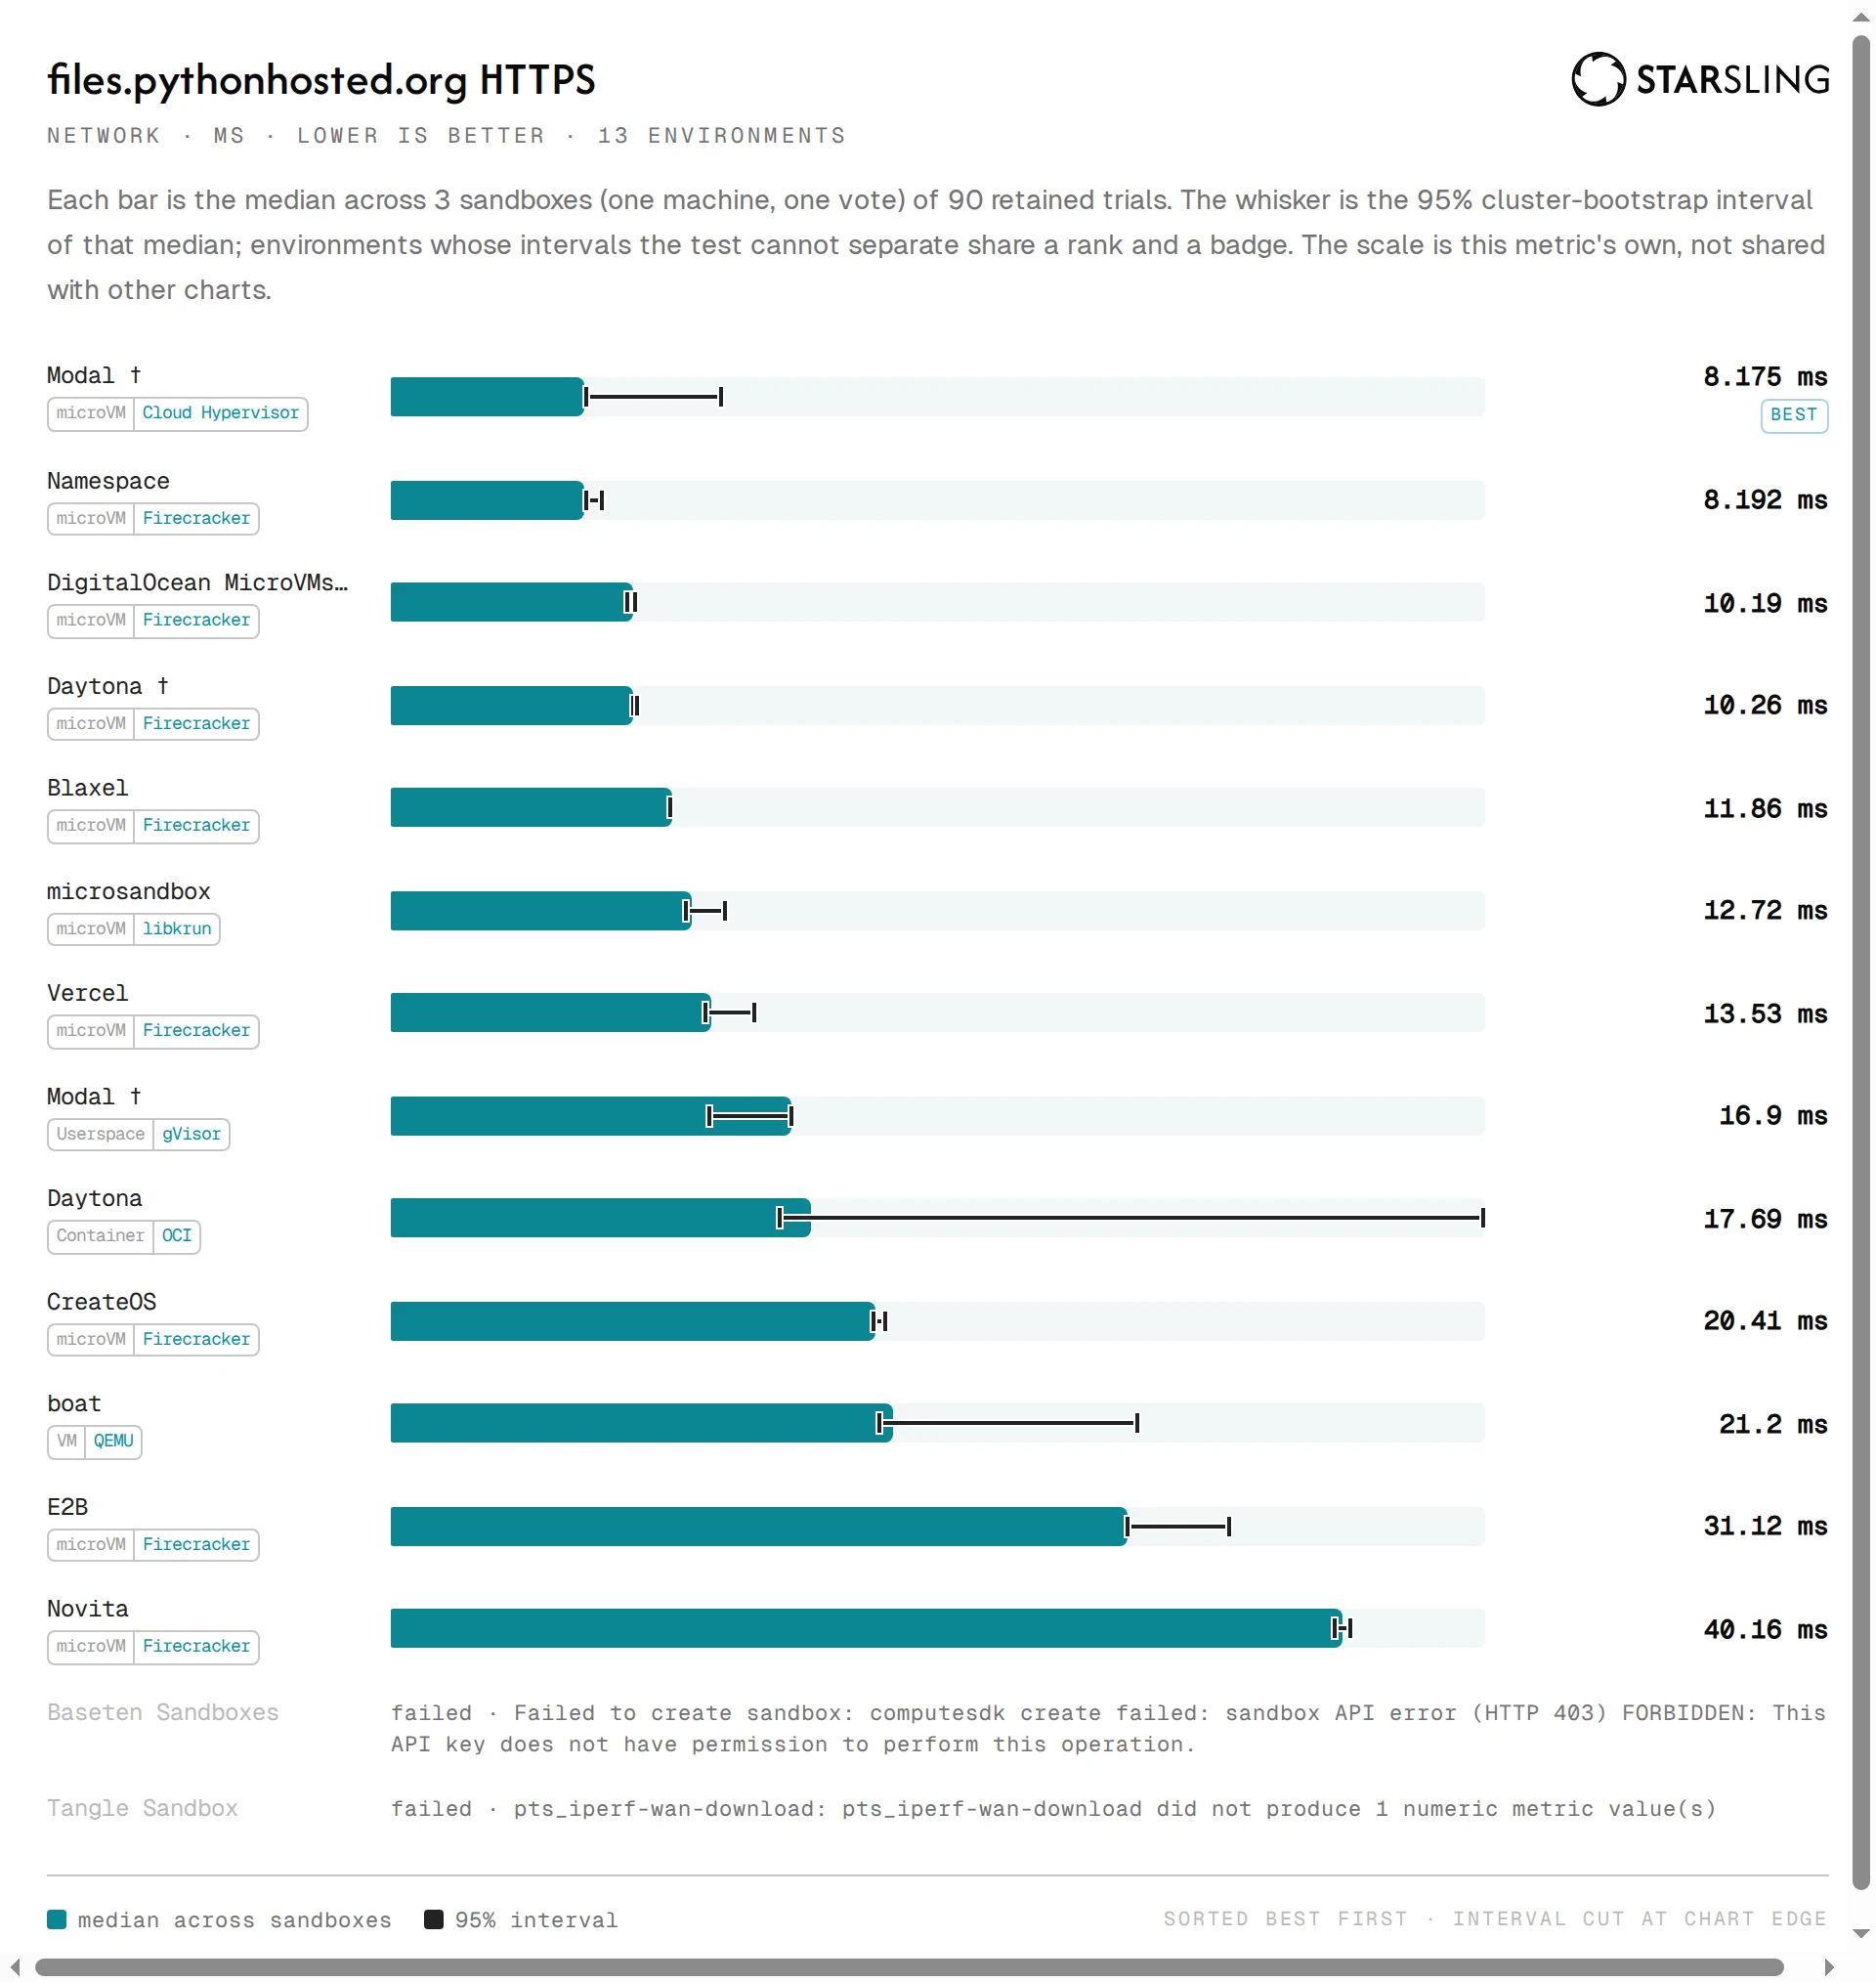 files.pythonhosted.org HTTPS
STARSLING
NETWORK · MS · LOWER IS BETTER · 13 ENVIRONMENTS
Each bar is the median across 3 sandboxes (one machine, one vote) of 90 retained trials. The whisker is the 95% cluster-bootstrap interval
of that median; environments whose intervals the test cannot separate share a rank and a badge. The scale is this metric's own, not shared
with other charts.
Modal †
microVM Cloud Hypervisor
8.175 ms
BEST
Namespace
microVM Firecracker
8.192 ms
DigitalOcean MicroVMs…
microVM Firecracker
10.19 ms
Daytona †
microVM Firecracker
10.26 ms
Blaxel
microVM Firecracker
11.86 ms
microsandbox
microVM libkrun
12.72 ms
Vercel
microVM Firecracker
13.53 ms
Modal †
Userspace gVisor
16.9 ms
Daytona
Container OCI
17.69 ms
CreateOS
microVM Firecracker
20.41 ms
boat
VM QEMU
21.2 ms
E2B
microVM Firecracker
31.12 ms
Novita
microVM Firecracker
40.16 ms
Baseten Sandboxes
failed · Failed to create sandbox: computesdk create failed: sandbox API error (HTTP 403) FORBIDDEN: This
API key does not have permission to perform this operation.
Tangle Sandbox
failed · pts_iperf-wan-download: pts_iperf-wan-download did not produce 1 numeric metric value(s)
median across sandboxes
95% interval
SORTED BEST FIRST · INTERVAL CUT AT CHART EDGE